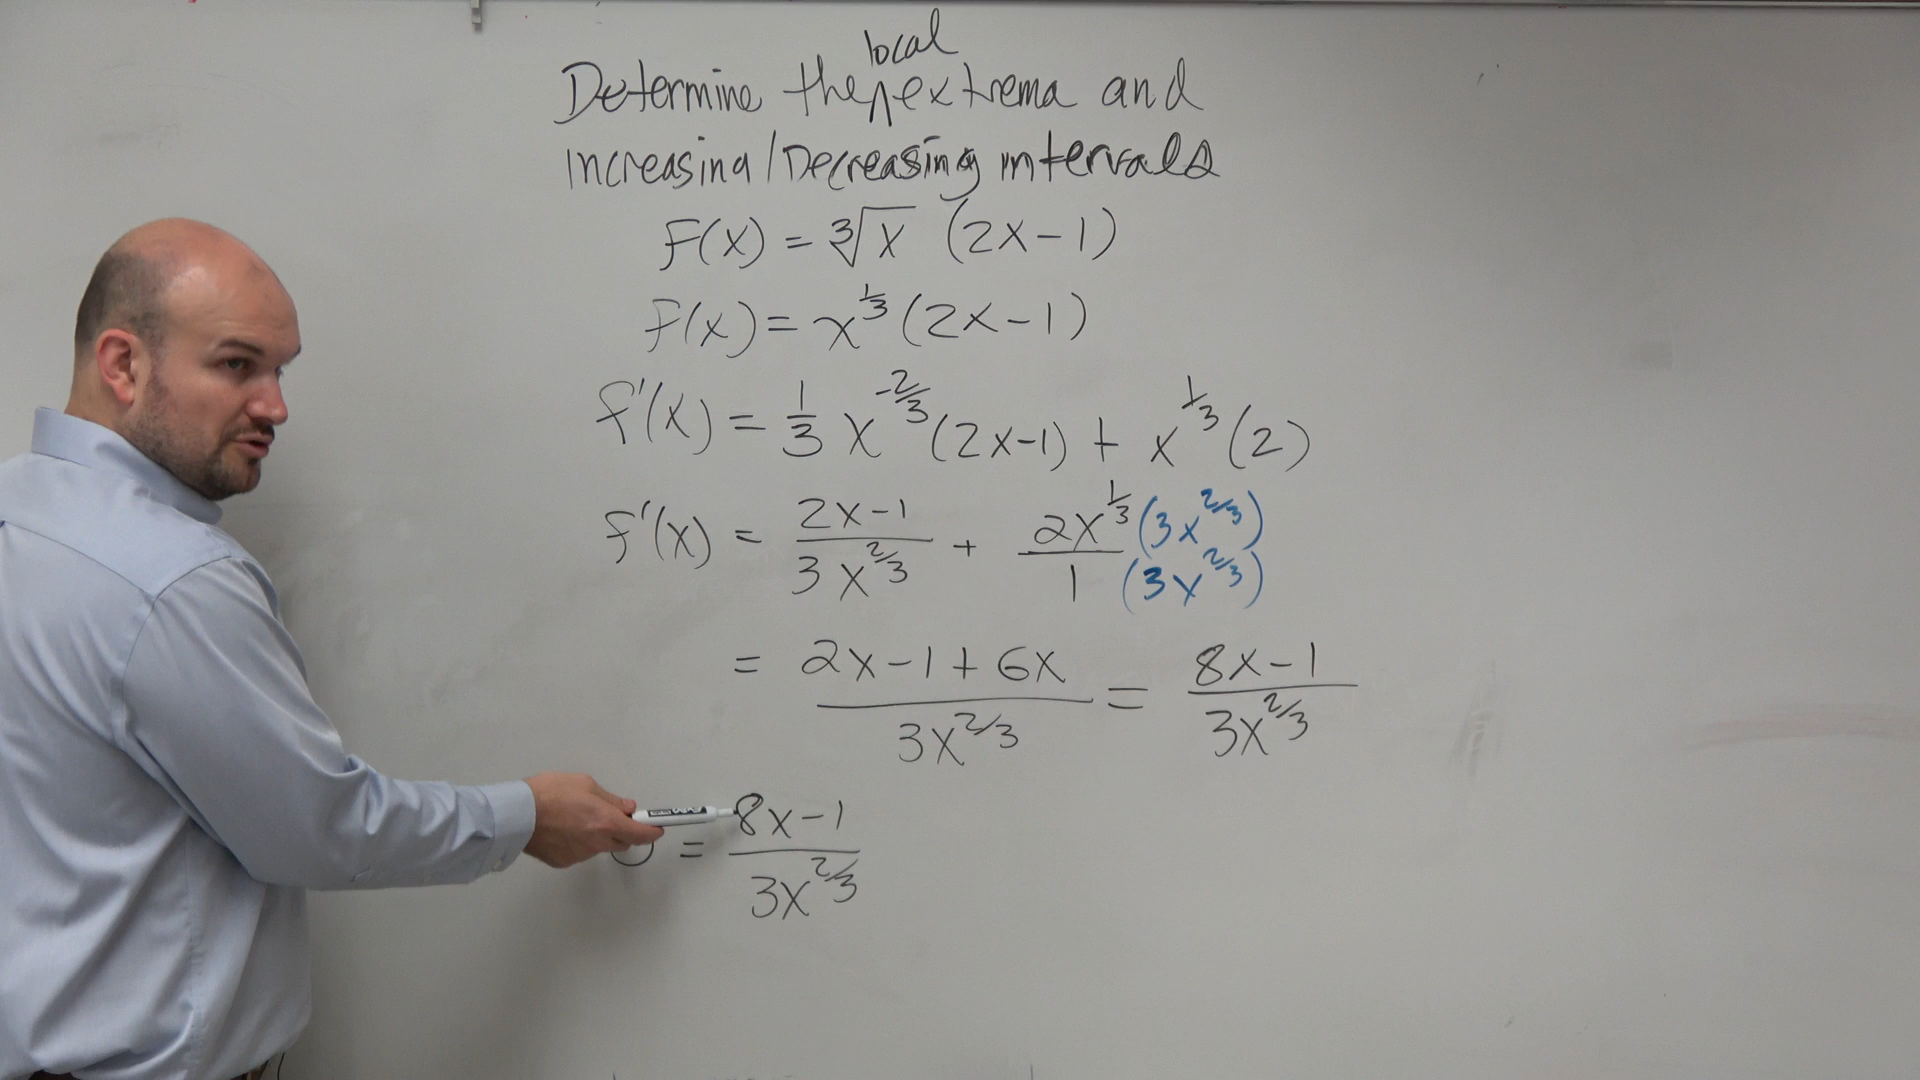 Determine the local extrema and
Increasing/Decreasing intervals
F(x) = ∛x (2x-1)
F(x) = x^{1/3} (2x-1)
f'(x) = 1/3 x^{-2/3} (2x-1) + x^{1/3} (2)
f'(x) = (2x-1)/(3x^{2/3}) + 2x^{1/3} (3x^{2/3}) / 1 (3x^{2/3})
= (2x-1+6x)/(3x^{2/3}) = (8x-1)/(3x^{2/3})
0 = (8x-1)/(3x^{2/3})